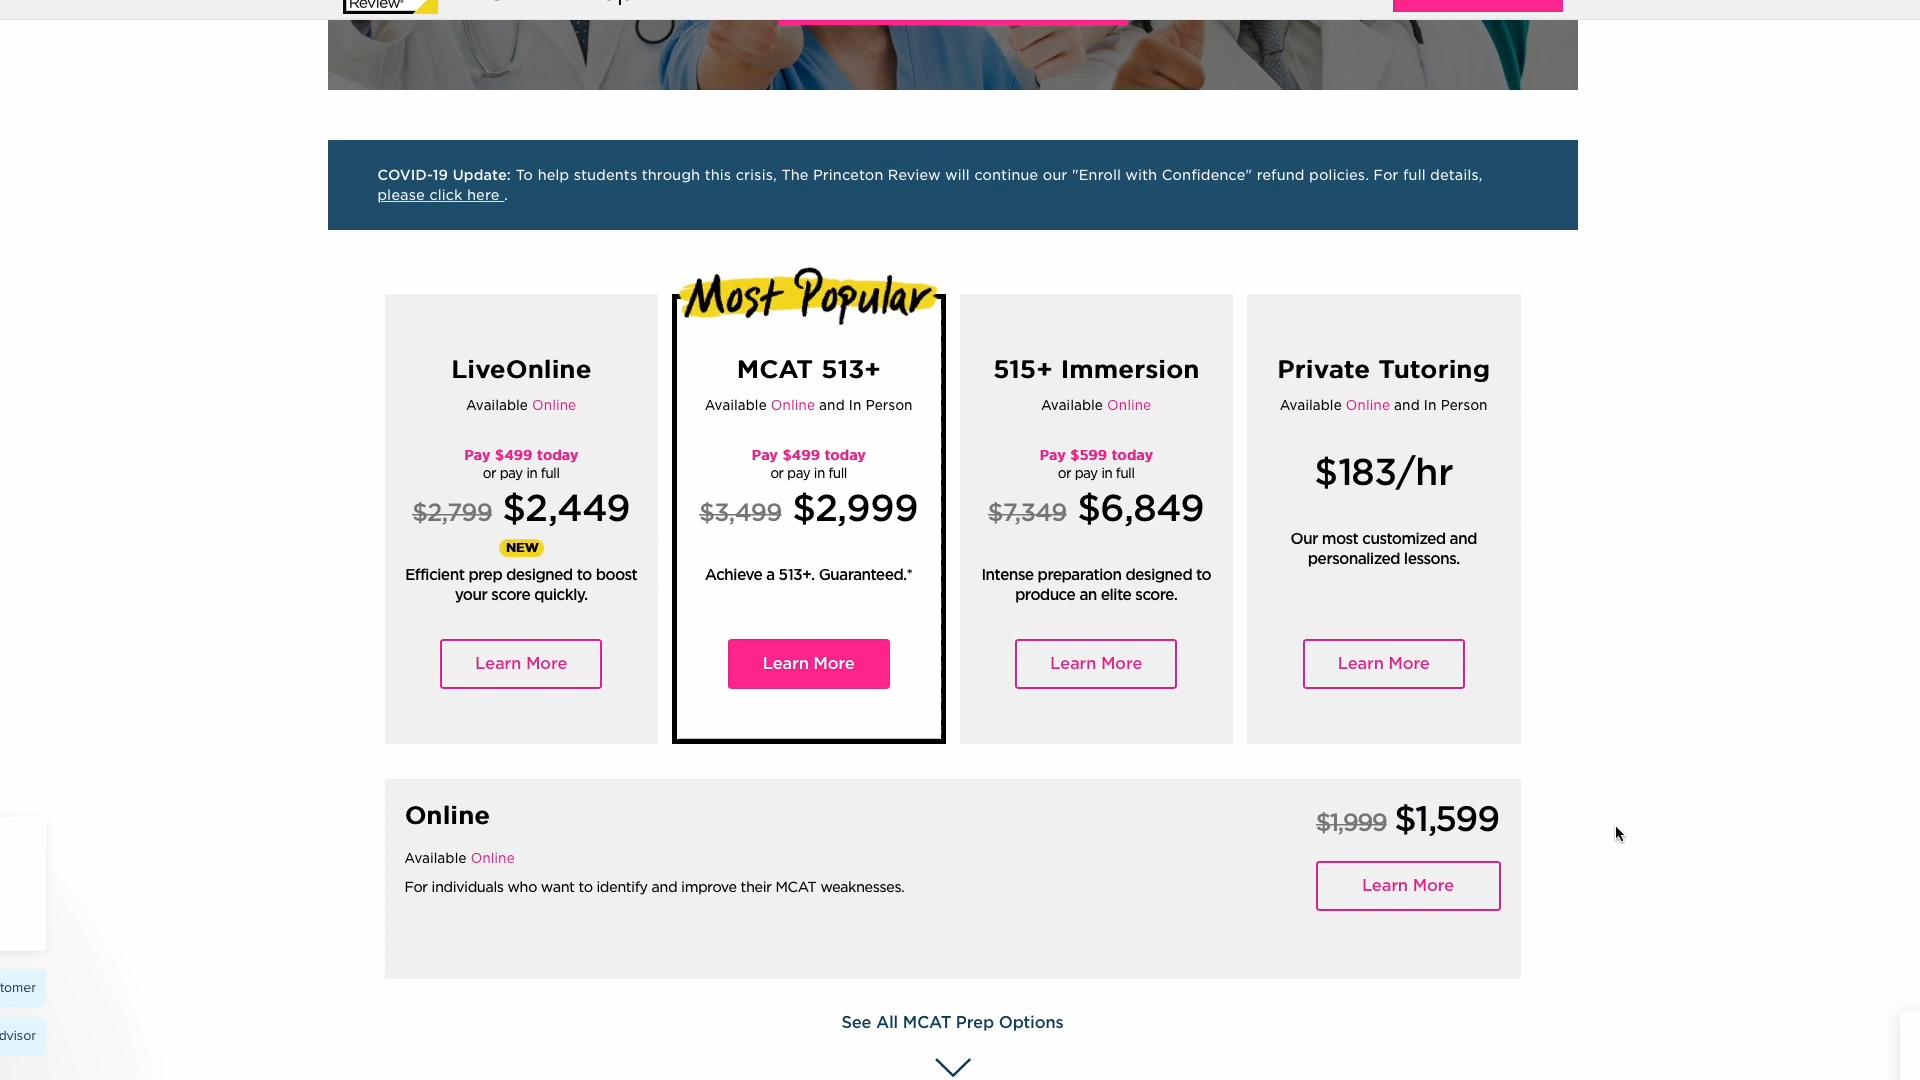 Review
COVID-19 Update: To help students through this crisis, The Princeton Review will continue our "Enroll with Confidence" refund policies. For full details,
please click here .
Most Popular
LiveOnline
Available Online
Pay $499 today
or pay in full
$2,799 $2,449
NEW
Efficient prep designed to boost
your score quickly.
Learn More
MCAT 513+
Available Online and In Person
Pay $499 today
or pay in full
$3,499 $2,999
Achieve a 513+. Guaranteed.*
Learn More
515+ Immersion
Available Online
Pay $599 today
or pay in full
$7,349 $6,849
Intense preparation designed to
produce an elite score.
Learn More
Private Tutoring
Available Online and In Person
$183/hr
Our most customized and
personalized lessons.
Learn More
Online
$1,999 $1,599
Available Online
For individuals who want to identify and improve their MCAT weaknesses.
Learn More
tomer
dvisor
See All MCAT Prep Options